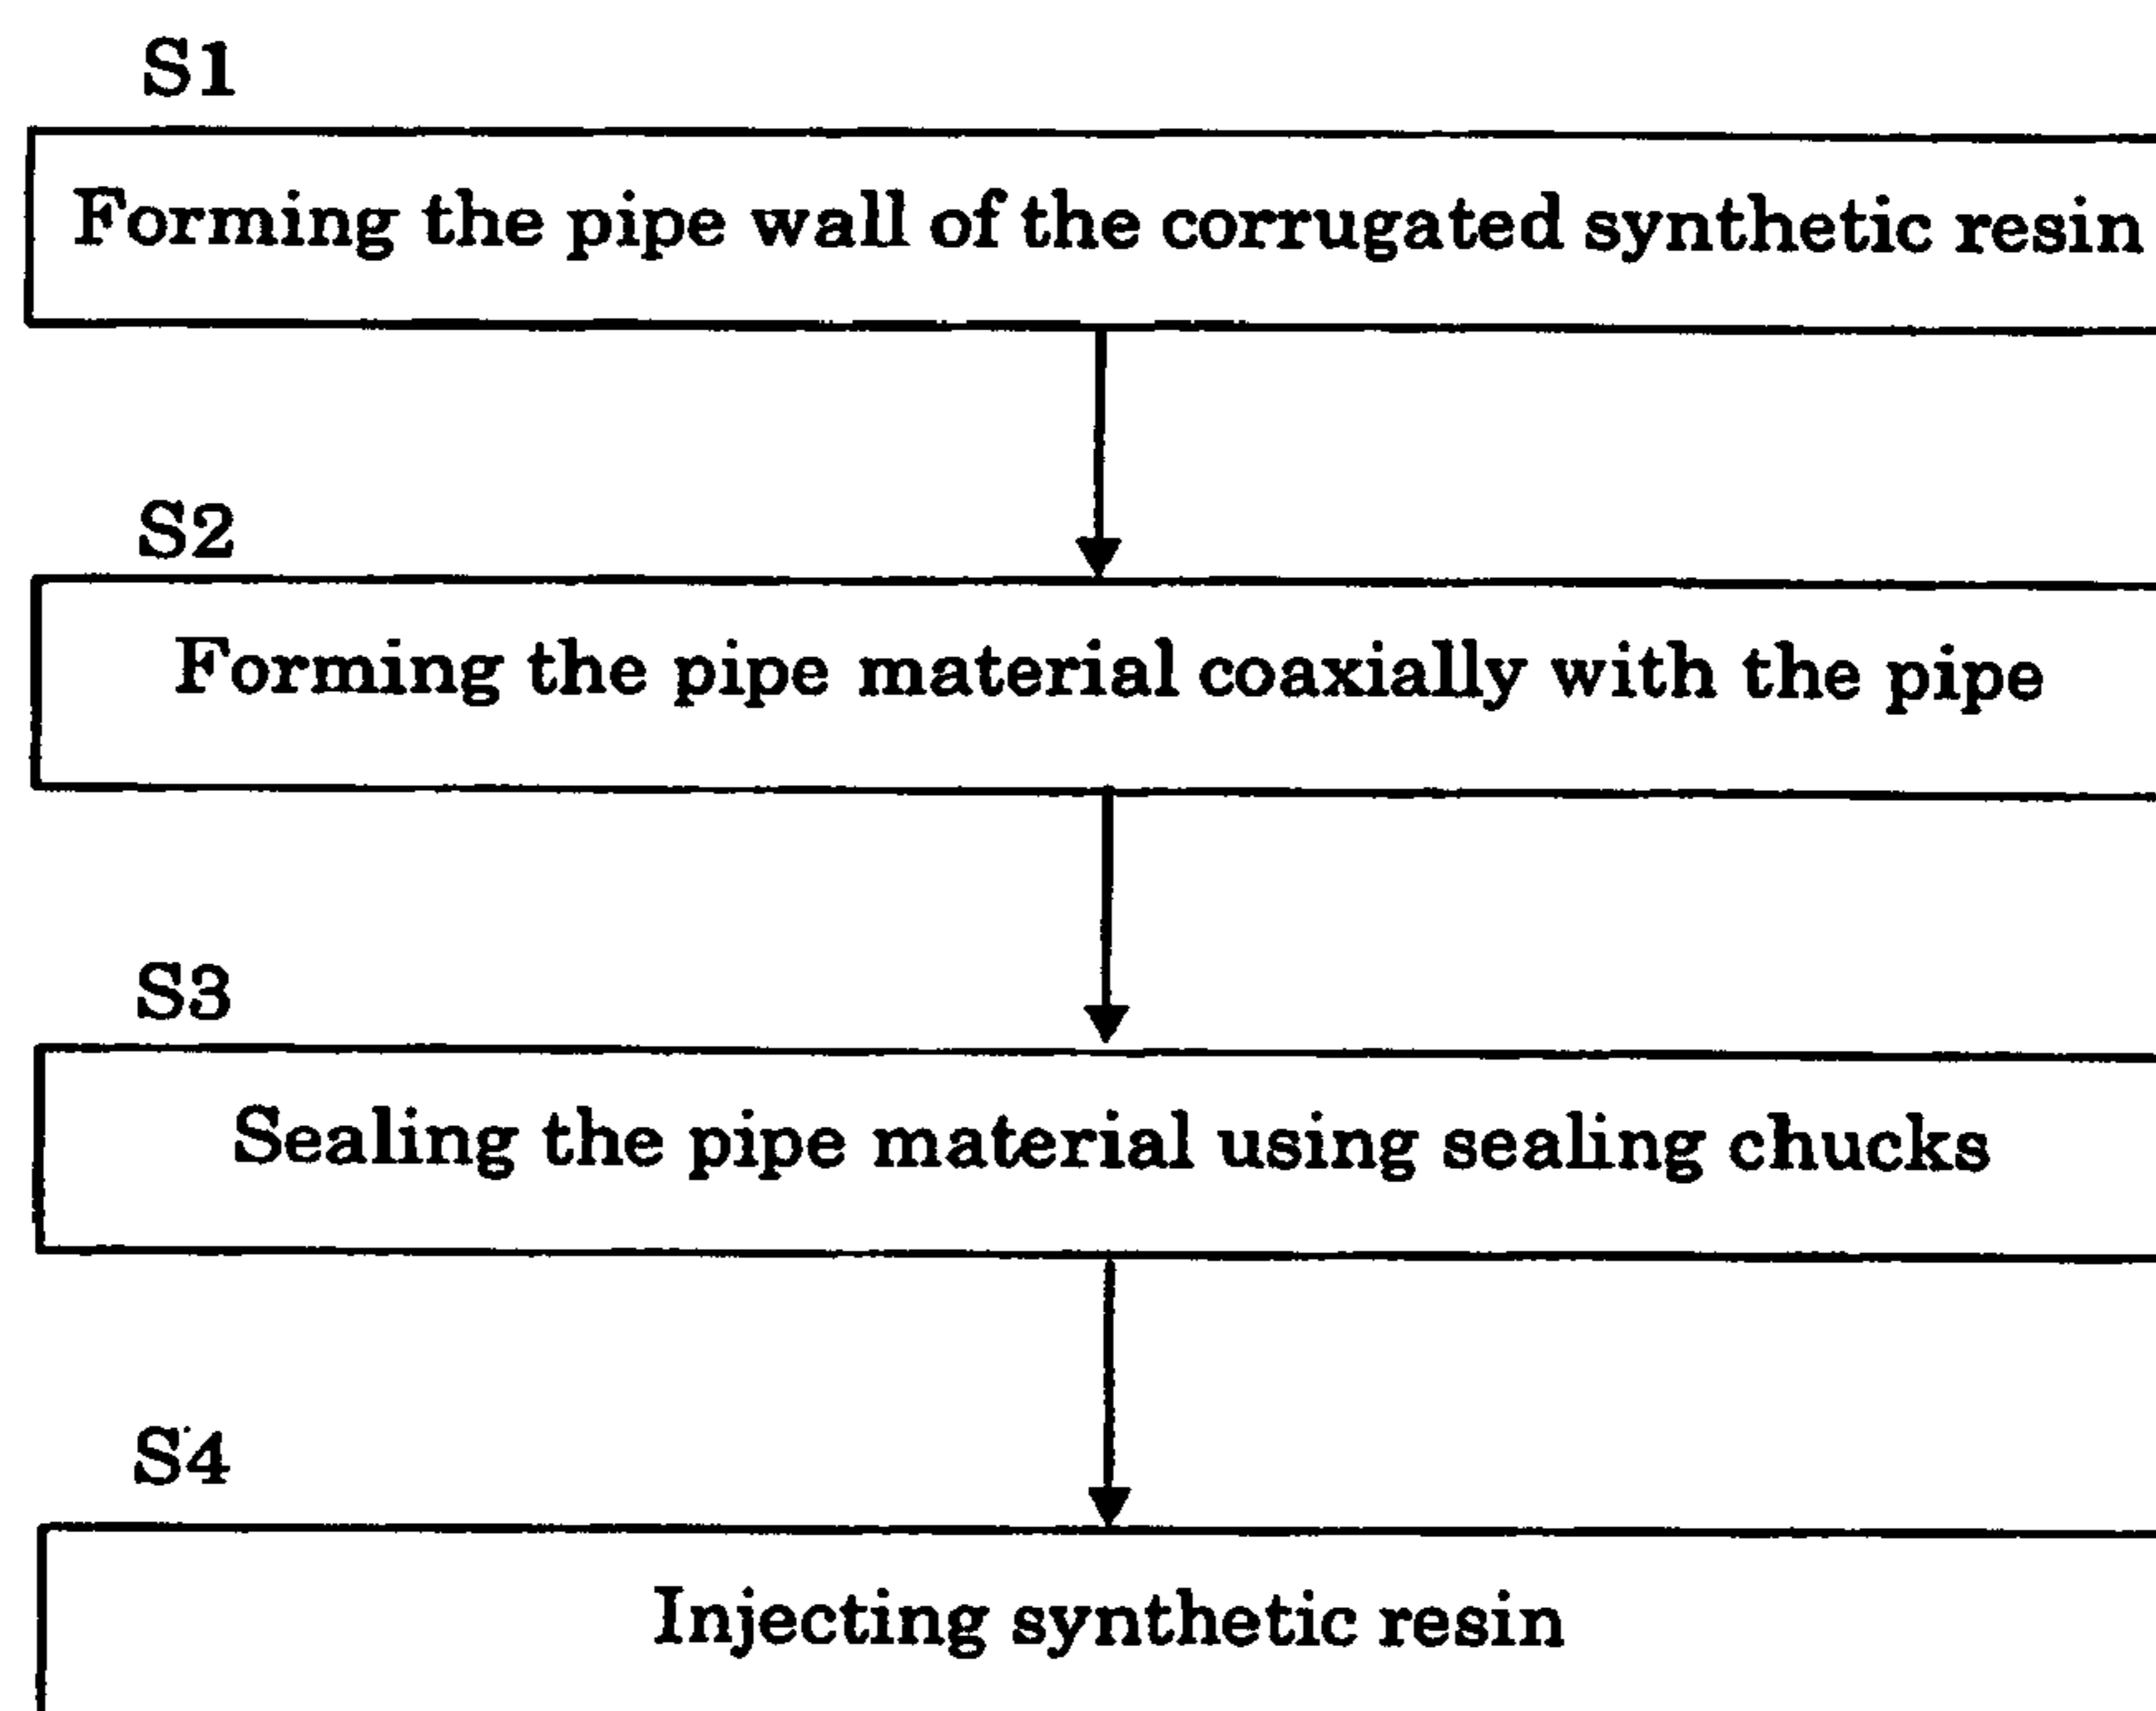 S1
Forming the pipe wall of the corrugated synthetic resin
S2
Forming the pipe material coaxially with the pipe
S3
Sealing the pipe material using sealing chucks
S4
Injecting synthetic resin